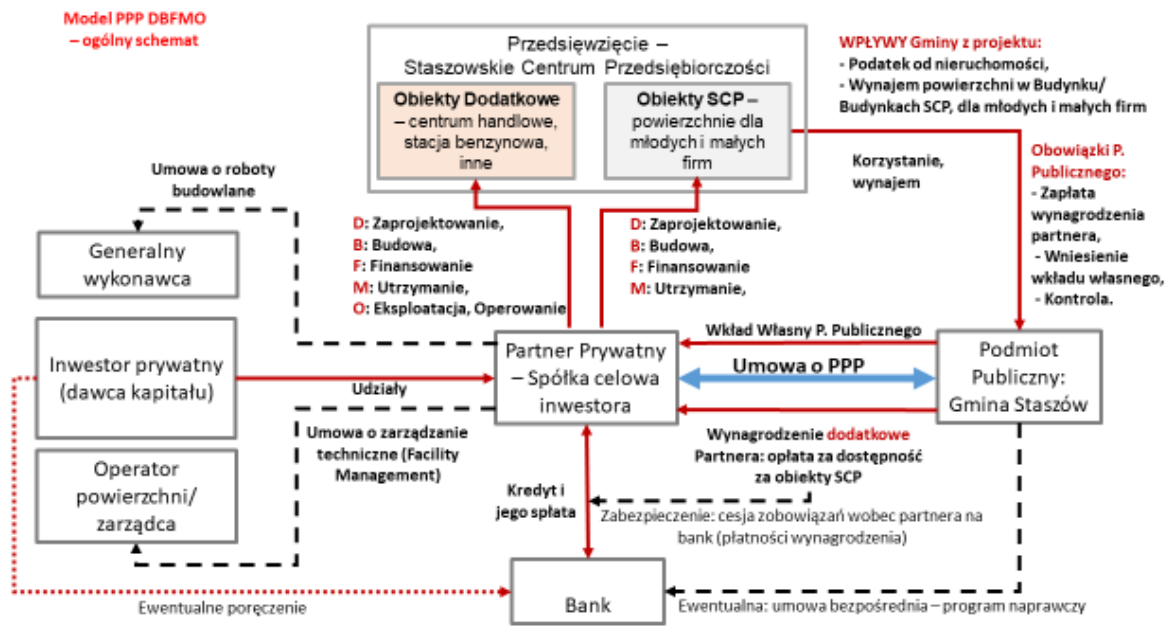 Model PPP DBFMO
– ogólny schemat
Przedsięwzięcie –
Staszowskie Centrum Przedsiębiorczości
Obiekty Dodatkowe
– centrum handlowe,
stacja benzynowa,
inne
Obiekty SCP –
powierzchnie dla
młodych i małych
firm
WPŁYWY Gminy z projektu:
- Podatek od nieruchomości,
- Wynajem powierzchni w Budynku/
Budynkach SCP, dla młodych i małych firm
Korzystanie,
wynajem
Obowiązki P.
Publicznego:
- Zapłata
wynagrodzenia
partnera,
- Wniesienie
wkładu własnego,
- Kontrola.
Umowa o roboty
budowlane
Generalny
wykonawca
D: Zaprojektowanie,
B: Budowa,
F: Finansowanie
M: Utrzymanie,
O: Eksploatacja, Operowanie
D: Zaprojektowanie,
B: Budowa,
F: Finansowanie
M: Utrzymanie,
Inwestor prywatny
(dawca kapitału)
Udziały
Partner Prywatny
– Spółka celowa
inwestora
Wkład Własny P. Publicznego
Umowa o PPP
Podmiot
Publiczny:
Gmina Staszów
Umowa o zarządzanie
techniczne (Facility
Management)
Operator
powierzchni/
zarządca
Wynagrodzenie dodatkowe
Partnera: opłata za dostępność
za obiekty SCP
Kredyt i
jego spłata
Zabezpieczenie: cesja zobowiązań wobec partnera na
bank (płatności wynagrodzenia)
Ewentualne poręczenie
Bank
Ewentualna: umowa bezpośrednia – program naprawczy